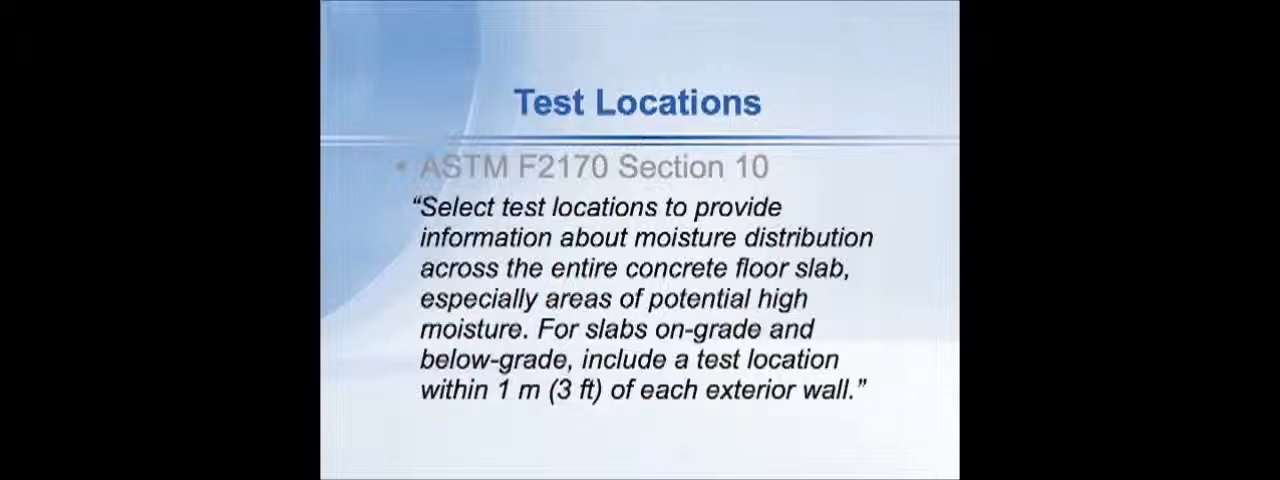 Test Locations
• ASTM F2170 Section 10
“Select test locations to provide
information about moisture distribution
across the entire concrete floor slab,
especially areas of potential high
moisture. For slabs on-grade and
below-grade, include a test location
within 1 m (3 ft) of each exterior wall.”